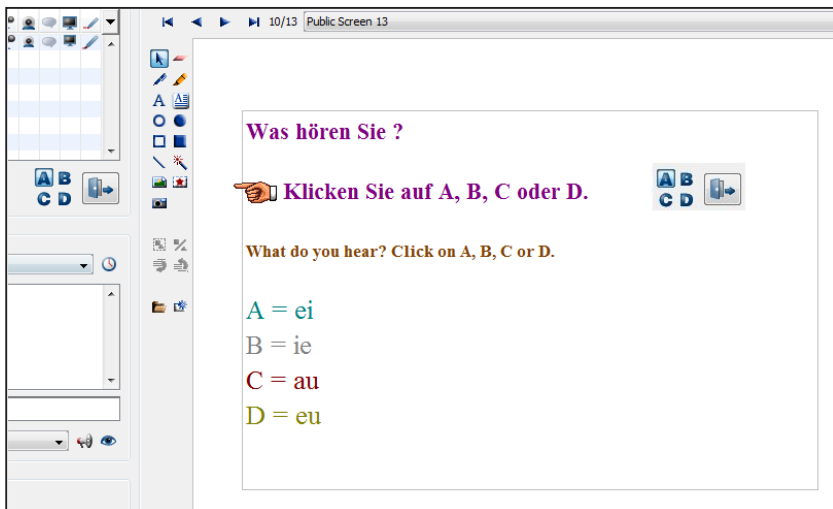 10/13 Public Screen 13
A
A B
C D
Was hören Sie ?
Klicken Sie auf A, B, C oder D.
A B
C D
What do you hear? Click on A, B, C or D.
A = ei
B = ie
C = au
D = eu